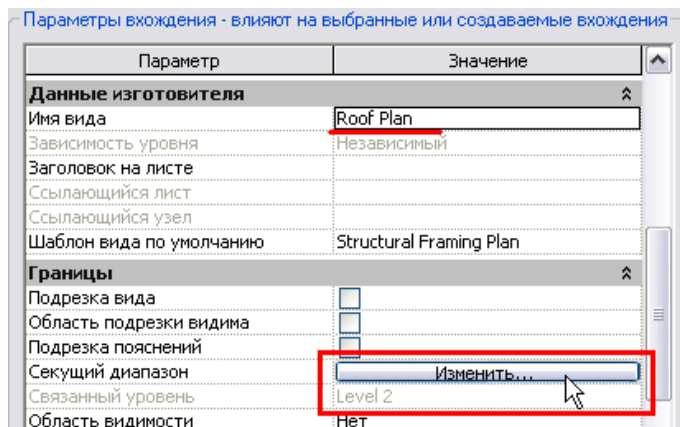 Параметры вхождения - влияют на выбранные или создаваемые вхождения
Параметр Значение
Данные изготовителя
Имя вида Roof Plan
Зависимость уровня Независимый
Заголовок на листе
Ссылающийся лист
Ссылающийся узел
Шаблон вида по умолчанию Structural Framing Plan
Границы
Подрезка вида
Область подрезки видима
Подрезка пояснений
Секущий диапазон Изменить...
Связанный уровень Level 2
Область видимости Нет